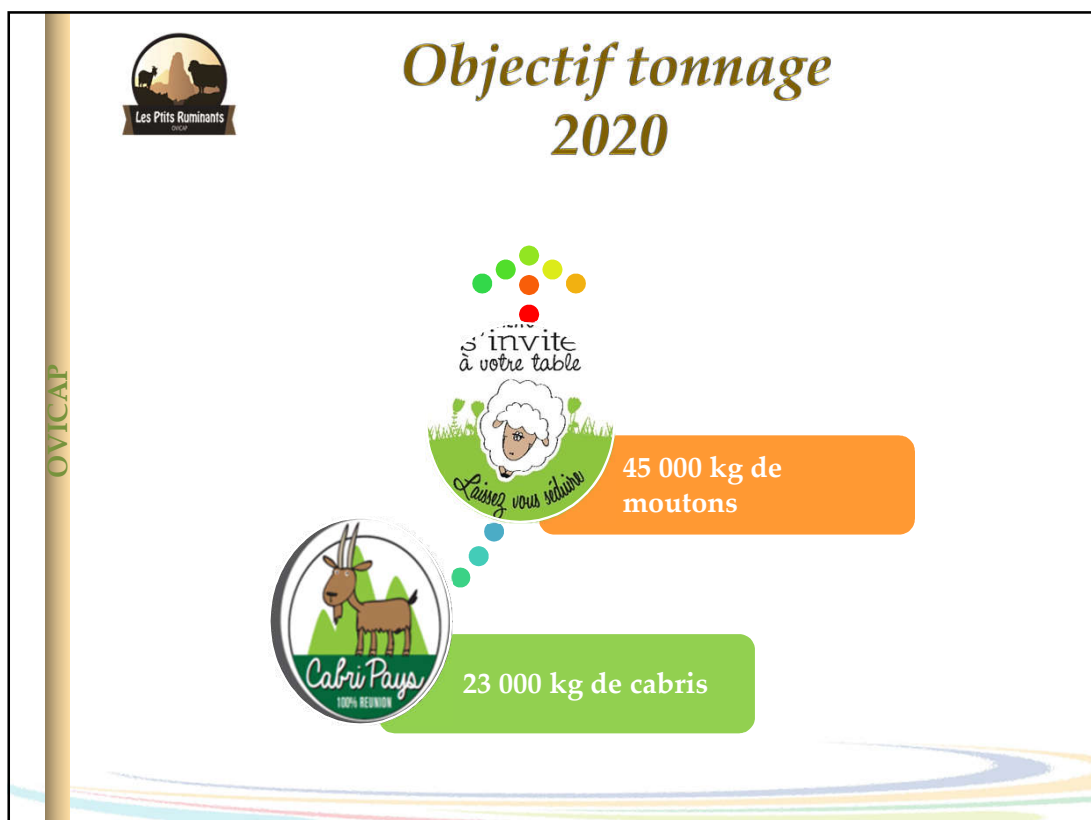 Les Ptits Ruminants
OVICAP
Objectif tonnage
2020
OVICAP
s'invite
à votre table
Laissez vous séduire
45 000 kg de
moutons
Cabri Pays
100% REUNION
23 000 kg de cabris